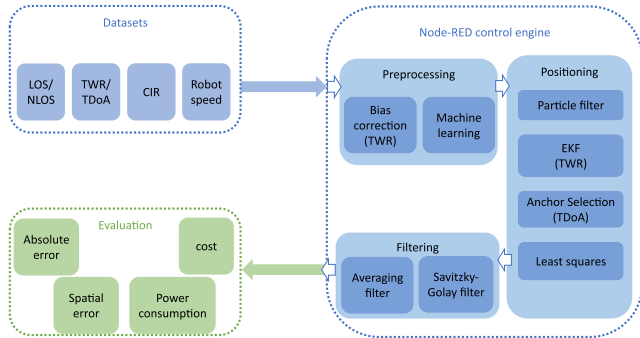 Datasets
LOS/
NLOS
TWR/
TDoA
CIR
Robot
speed
Node-RED control engine
Preprocessing
Bias
correction
(TWR)
Machine
learning
Positioning
Particle filter
EKF
(TWR)
Anchor Selection
(TDoA)
Least squares
Filtering
Averaging
filter
Savitzky-
Golay filter
Evaluation
Absolute
error
cost
Spatial
error
Power
consumption